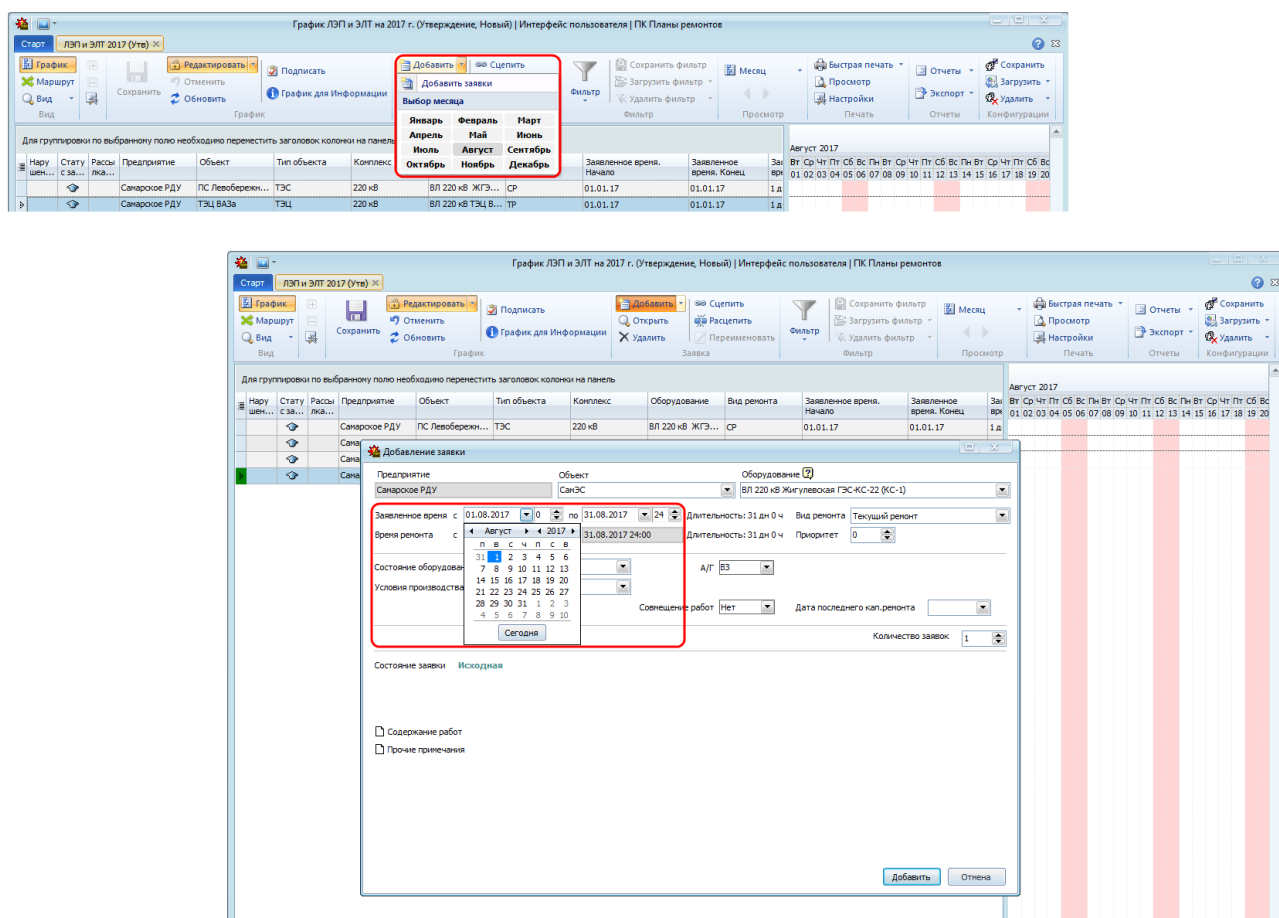 График ЛЭП и ЭЛТ на 2017 г. (Утверждение, Новый) | Интерфейс пользователя | ПК Планы ремонтов
Старт ЛЭП и ЭЛТ 2017 (Утв)
График Редактировать Добавить Сцепить Сохранить фильтр Месяц Быстрая печать Отчеты Сохранить
Маршрут Сохранить Отменить Подписать Добавить заявки Фильтр Загрузить фильтр Просмотр Загрузить
Вид Обновить График для Информации Выбор месяца Удалить фильтр Настройки Экспорт Удалить
Вид График Фильтр Просмотр Печать Отчеты Конфигурации
Январь Февраль Март
Апрель Май Июнь
Июль Август Сентябрь
Октябрь Ноябрь Декабрь
Для группировки по выбранному полю необходимо переместить заголовок колонки на панель
Август 2017
Нару шен... Стату с за... Рассы лка... Предприятие Объект Тип объекта Комплекс Заявленное время. Начало Заявленное время. Конец Зая вре
Вт Ср Чт Пт Сб Вс Пн Вт Ср Чт Пт Сб Вс Пн Вт Ср Чт Пт Сб Вс
01 02 03 04 05 06 07 08 09 10 11 12 13 14 15 16 17 18 19 20
Самарское РДУ ПС Левобережн... ТЭС 220 кВ ВЛ 220 кВ ЖГЭ... СР 01.01.17 01.01.17 1 д
Самарское РДУ ТЭЦ ВАЗа ТЭЦ 220 кВ ВЛ 220 кВ ТЭЦ В... ТР 01.01.17 01.01.17 1 д
График ЛЭП и ЭЛТ на 2017 г. (Утверждение, Новый) | Интерфейс пользователя | ПК Планы ремонтов
Старт ЛЭП и ЭЛТ 2017 (Утв)
График Редактировать Добавить Сцепить Сохранить фильтр Месяц Быстрая печать Отчеты Сохранить
Маршрут Сохранить Отменить Подписать Открыть Расцепить Фильтр Загрузить фильтр Просмотр Загрузить
Вид Обновить График для Информации Удалить Переименовать Удалить фильтр Настройки Экспорт Удалить
Вид График Заявка Фильтр Просмотр Печать Отчеты Конфигурации
Для группировки по выбранному полю необходимо переместить заголовок колонки на панель
Август 2017
Нару шен... Стату с за... Рассы лка... Предприятие Объект Тип объекта Комплекс Оборудование Вид ремонта Заявленное время. Начало Заявленное время. Конец Зая вре
Вт Ср Чт Пт Сб Вс Пн Вт Ср Чт Пт Сб Вс Пн Вт Ср Чт Пт Сб Вс
01 02 03 04 05 06 07 08 09 10 11 12 13 14 15 16 17 18 19 20
Самарское РДУ ПС Левобережн... ТЭС 220 кВ ВЛ 220 кВ ЖГЭ... СР 01.01.17 01.01.17 1 д
Сама
Сама
Сама
Добавление заявки
Предприятие Объект Оборудование
Самарское РДУ СамЭС ВЛ 220 кВ Жигулевская ГЭС-КС-22 (КС-1)
Заявленное время с 01.08.2017 0 по 31.08.2017 24 Длительность: 31 дн 0 ч Вид ремонта Текущий ремонт
Время ремонта с 31.08.2017 24:00 Длительность: 31 дн 0 ч Приоритет 0
Август 2017
п в с ч п с в
31 1 2 3 4 5 6
7 8 9 10 11 12 13
14 15 16 17 18 19 20
21 22 23 24 25 26 27
28 29 30 31 1 2 3
4 5 6 7 8 9 10
Сегодня
Состояние оборудован А/Г ВЗ
Условия производства
Совмещение работ Нет Дата последнего кап.ремонта
Количество заявок 1
Состояние заявки Исходная
Содержание работ
Прочие примечания
Добавить Отмена